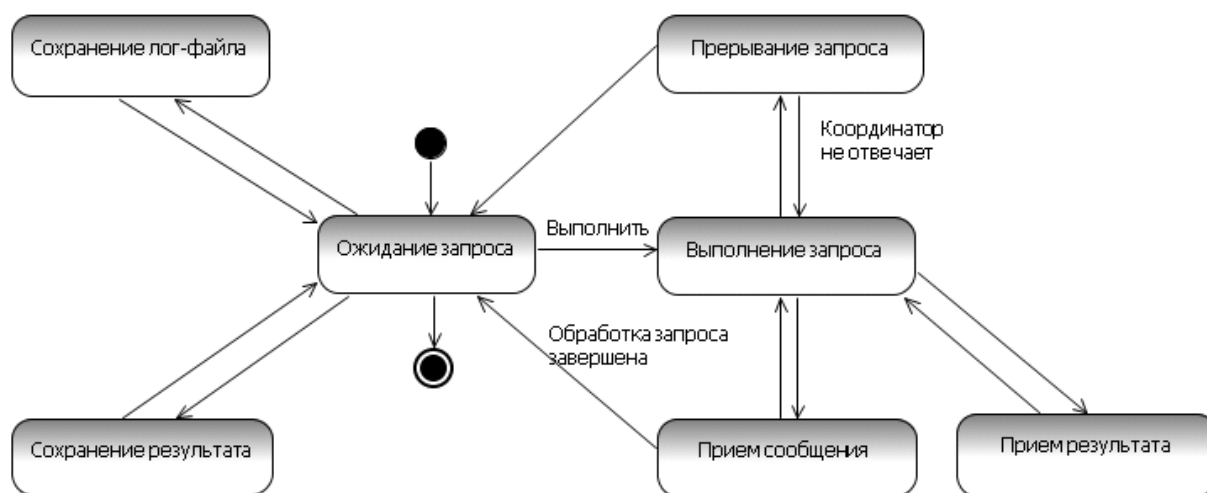 Сохранение лог-файла
Прерывание запроса
Координатор
не отвечает
Ожидание запроса
Выполнить
Выполнение запроса
Обработка запроса
завершена
Сохранение результата
Прием сообщения
Прием результата